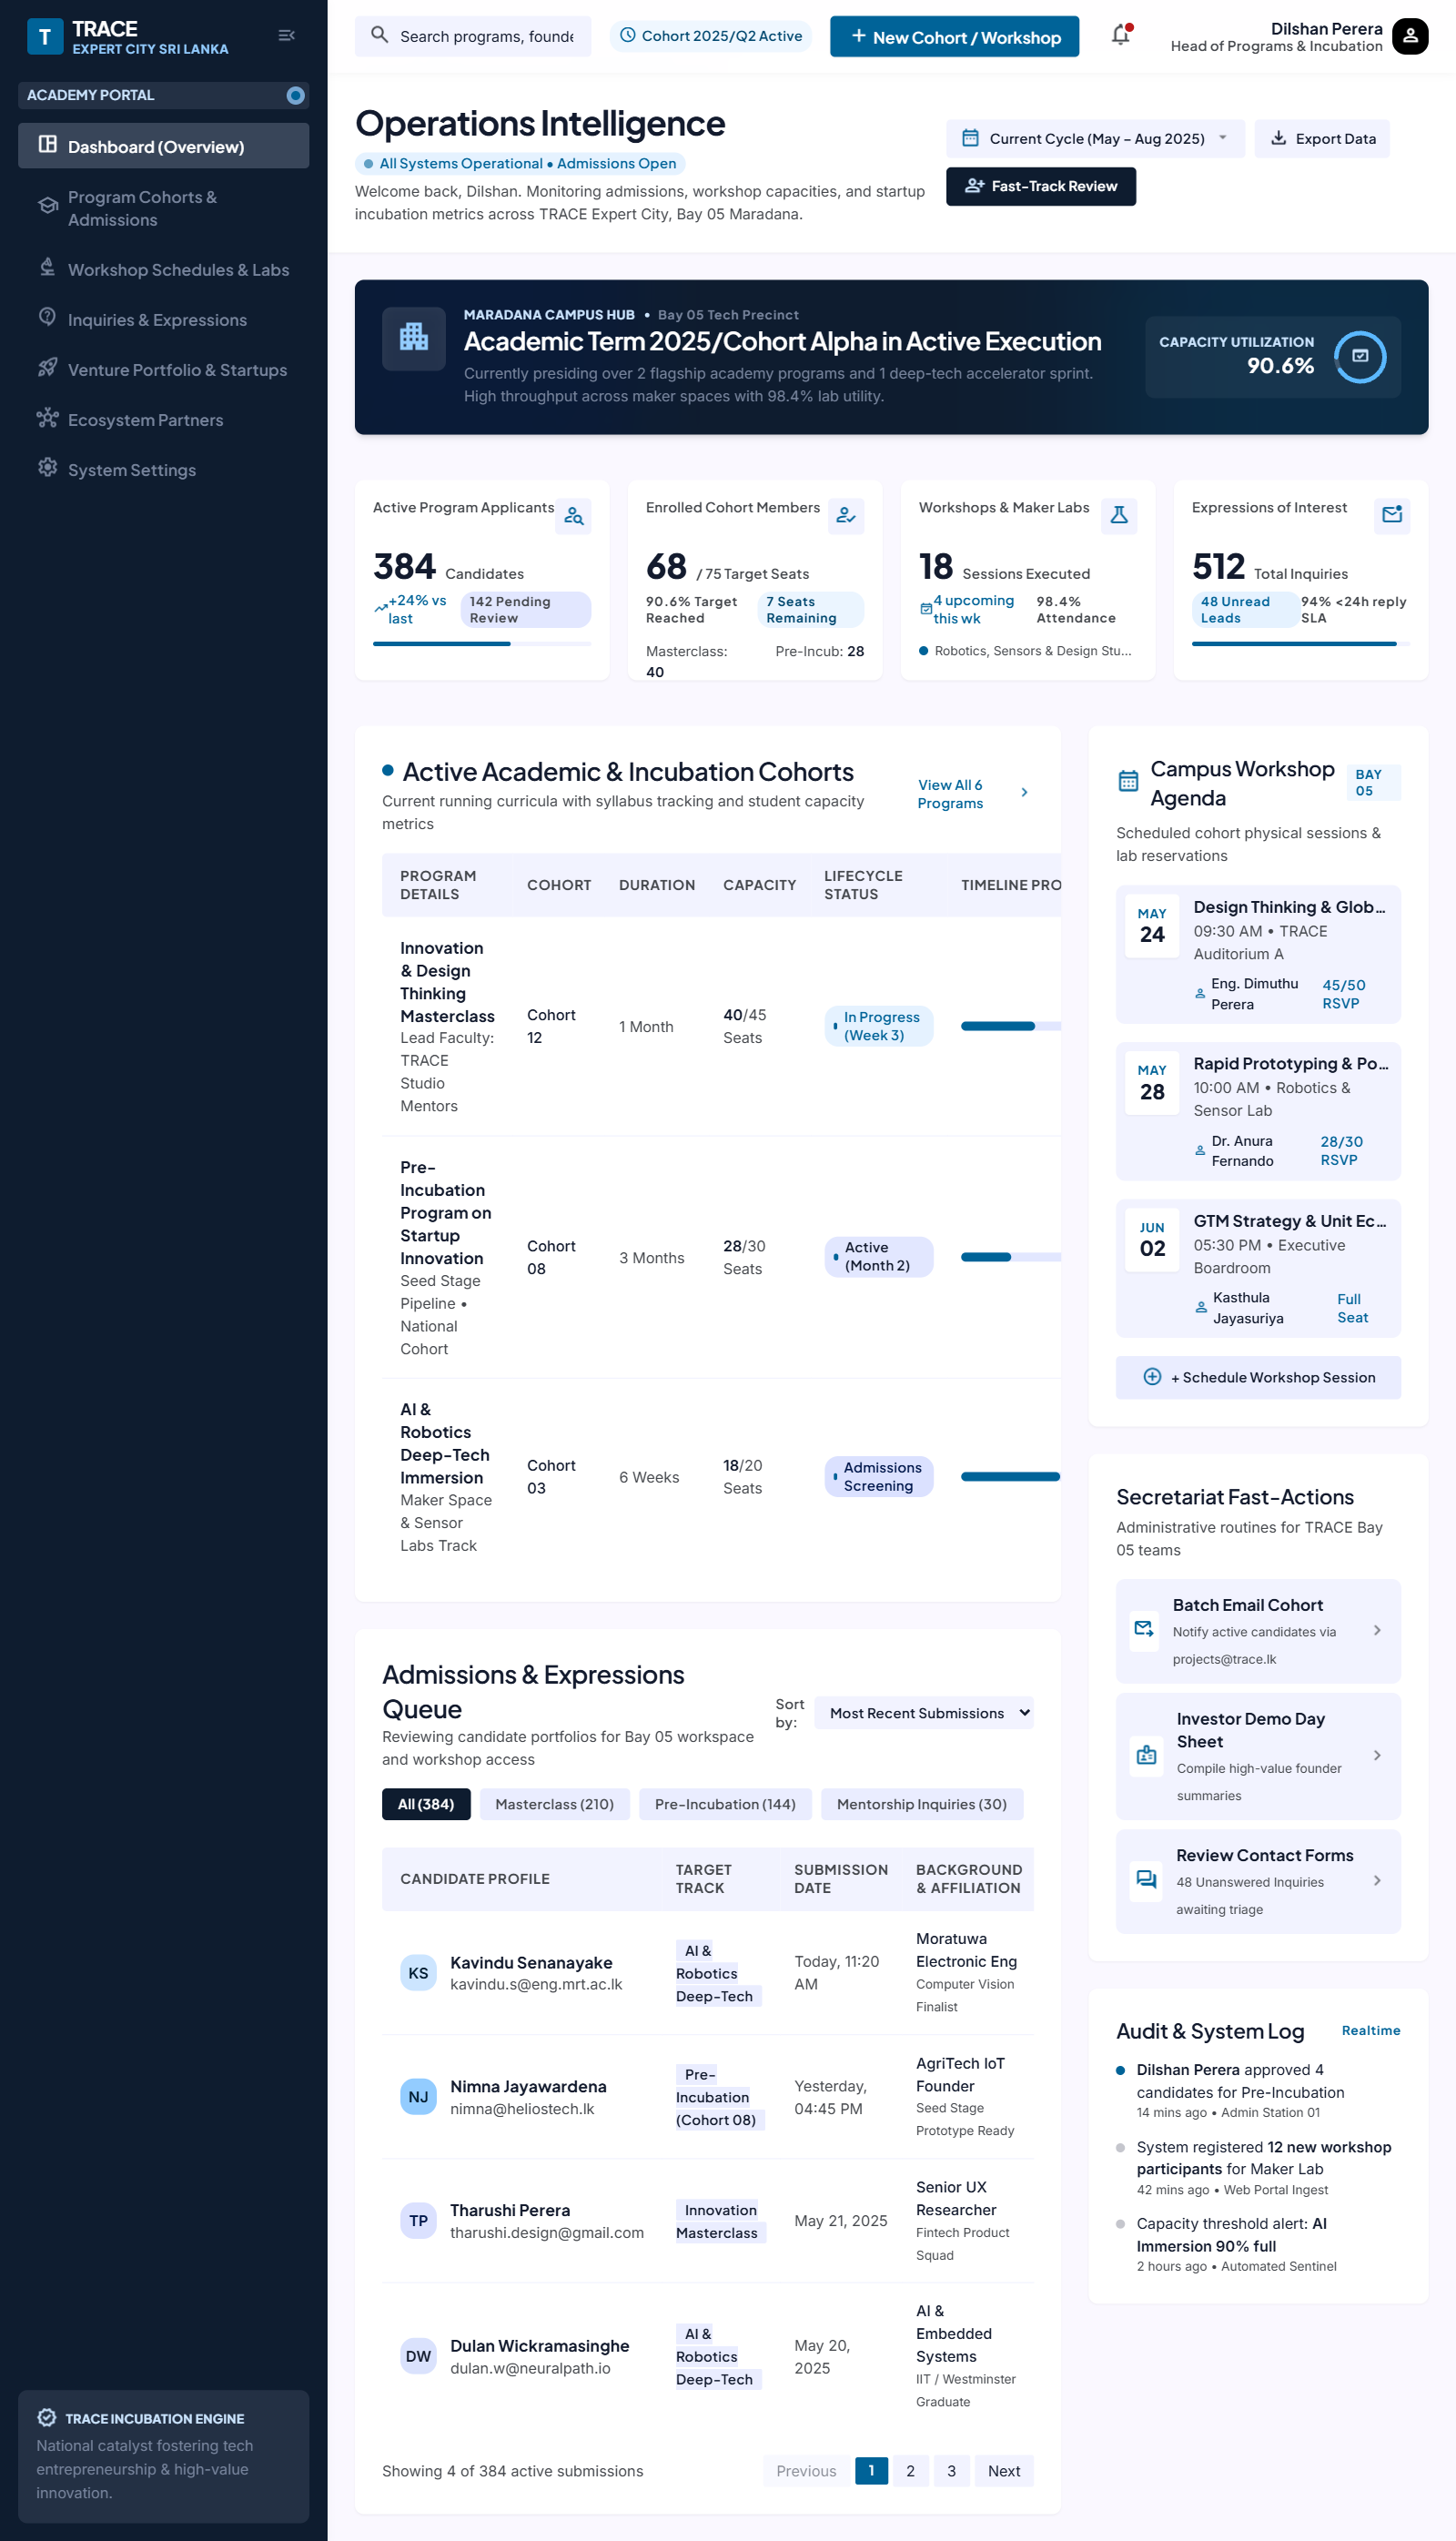 T
TRACE
EXPERT CITY SRI LANKA
ACADEMY PORTAL
Dashboard (Overview)
Program Cohorts &
Admissions
Workshop Schedules & Labs
Inquiries & Expressions
Venture Portfolio & Startups
Ecosystem Partners
System Settings
TRACE INCUBATION ENGINE
National catalyst fostering tech
entrepreneurship & high-value
innovation.
Search programs, founde
Cohort 2025/Q2 Active
New Cohort / Workshop
Dilshan Perera
Head of Programs & Incubation
Operations Intelligence
All Systems Operational • Admissions Open
Welcome back, Dilshan. Monitoring admissions, workshop capacities, and startup
incubation metrics across TRACE Expert City, Bay 05 Maradana.
Current Cycle (May – Aug 2025)
Export Data
Fast-Track Review
MARADANA CAMPUS HUB • Bay 05 Tech Precinct
Academic Term 2025/Cohort Alpha in Active Execution
Currently presiding over 2 flagship academy programs and 1 deep-tech accelerator sprint.
High throughput across maker spaces with 98.4% lab utility.
CAPACITY UTILIZATION
90.6%
Active Program Applicants
384 Candidates
+24% vs
last
142 Pending
Review
Enrolled Cohort Members
68 / 75 Target Seats
90.6% Target
Reached
7 Seats
Remaining
Masterclass:
40
Pre-Incub: 28
Workshops & Maker Labs
18 Sessions Executed
4 upcoming
this wk
98.4%
Attendance
Robotics, Sensors & Design Stu...
Expressions of Interest
512 Total Inquiries
48 Unread
Leads
94% <24h reply
SLA
Active Academic & Incubation Cohorts
Current running curricula with syllabus tracking and student capacity
metrics
View All 6
Programs
PROGRAM
DETAILS
COHORT
DURATION
CAPACITY
LIFECYCLE
STATUS
TIMELINE PRO
Innovation
& Design
Thinking
Masterclass
Lead Faculty:
TRACE
Studio
Mentors
Cohort
12
1 Month
40/45
Seats
In Progress
(Week 3)
Pre-
Incubation
Program on
Startup
Innovation
Seed Stage
Pipeline •
National
Cohort
Cohort
08
3 Months
28/30
Seats
Active
(Month 2)
AI &
Robotics
Deep-Tech
Immersion
Maker Space
& Sensor
Labs Track
Cohort
03
6 Weeks
18/20
Seats
Admissions
Screening
Admissions & Expressions
Queue
Reviewing candidate portfolios for Bay 05 workspace
and workshop access
Sort
by:
Most Recent Submissions
All (384)
Masterclass (210)
Pre-Incubation (144)
Mentorship Inquiries (30)
CANDIDATE PROFILE
TARGET
TRACK
SUBMISSION
DATE
BACKGROUND
& AFFILIATION
KS
Kavindu Senanayake
kavindu.s@eng.mrt.ac.lk
AI &
Robotics
Deep-Tech
Today, 11:20
AM
Moratuwa
Electronic Eng
Computer Vision
Finalist
NJ
Nimna Jayawardena
nimna@heliostech.lk
Pre-
Incubation
(Cohort 08)
Yesterday,
04:45 PM
AgriTech IoT
Founder
Seed Stage
Prototype Ready
TP
Tharushi Perera
tharushi.design@gmail.com
Innovation
Masterclass
May 21, 2025
Senior UX
Researcher
Fintech Product
Squad
DW
Dulan Wickramasinghe
dulan.w@neuralpath.io
AI &
Robotics
Deep-Tech
May 20,
2025
AI &
Embedded
Systems
IIT / Westminster
Graduate
Showing 4 of 384 active submissions
Previous
1
2
3
Next
Campus Workshop
Agenda
BAY
05
Scheduled cohort physical sessions &
lab reservations
MAY
24
Design Thinking & Glob...
09:30 AM • TRACE
Auditorium A
Eng. Dimuthu
Perera
45/50
RSVP
MAY
28
Rapid Prototyping & Po...
10:00 AM • Robotics &
Sensor Lab
Dr. Anura
Fernando
28/30
RSVP
JUN
02
GTM Strategy & Unit Ec...
05:30 PM • Executive
Boardroom
Kasthula
Jayasuriya
Full
Seat
+ Schedule Workshop Session
Secretariat Fast-Actions
Administrative routines for TRACE Bay
05 teams
Batch Email Cohort
Notify active candidates via
projects@trace.lk
Investor Demo Day
Sheet
Compile high-value founder
summaries
Review Contact Forms
48 Unanswered Inquiries
awaiting triage
Audit & System Log
Realtime
Dilshan Perera approved 4
candidates for Pre-Incubation
14 mins ago • Admin Station 01
System registered 12 new workshop
participants for Maker Lab
42 mins ago • Web Portal Ingest
Capacity threshold alert: AI
Immersion 90% full
2 hours ago • Automated Sentinel